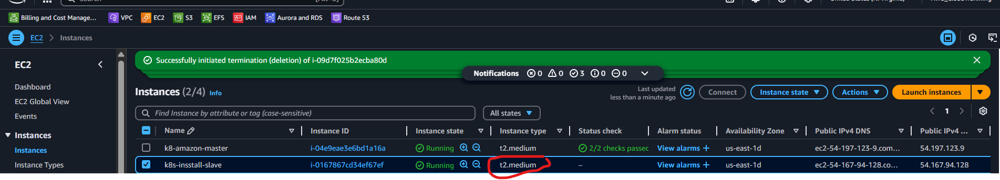 Billing and Cost Manage... VPC EC2 S3 EFS IAM Aurora and RDS Route 53
EC2 Instances
EC2
Dashboard
EC2 Global View
Events
Instances
Instances
Instance Types
Successfully initiated termination (deletion) of i-09d7f025b2ecba80d
Notifications 0 0 3 0 0
Instances (2/4) Info
Last updated
less than a minute ago
Connect Instance state Actions Launch instances
Find Instance by attribute or tag (case-sensitive) All states 1
Name Instance ID Instance state Instance type Status check Alarm status Availability Zone Public IPv4 DNS Public IPv4 ...
k8-amazon-master i-04e9eae3e6bd1a16a Running t2.medium 2/2 checks passec View alarms + us-east-1d ec2-54-197-123-9.com... 54.197.123.9
k8s-insstall-slave i-0167867cd34ef67ef Running t2.medium – View alarms + us-east-1d ec2-54-167-94-128.co... 54.167.94.128